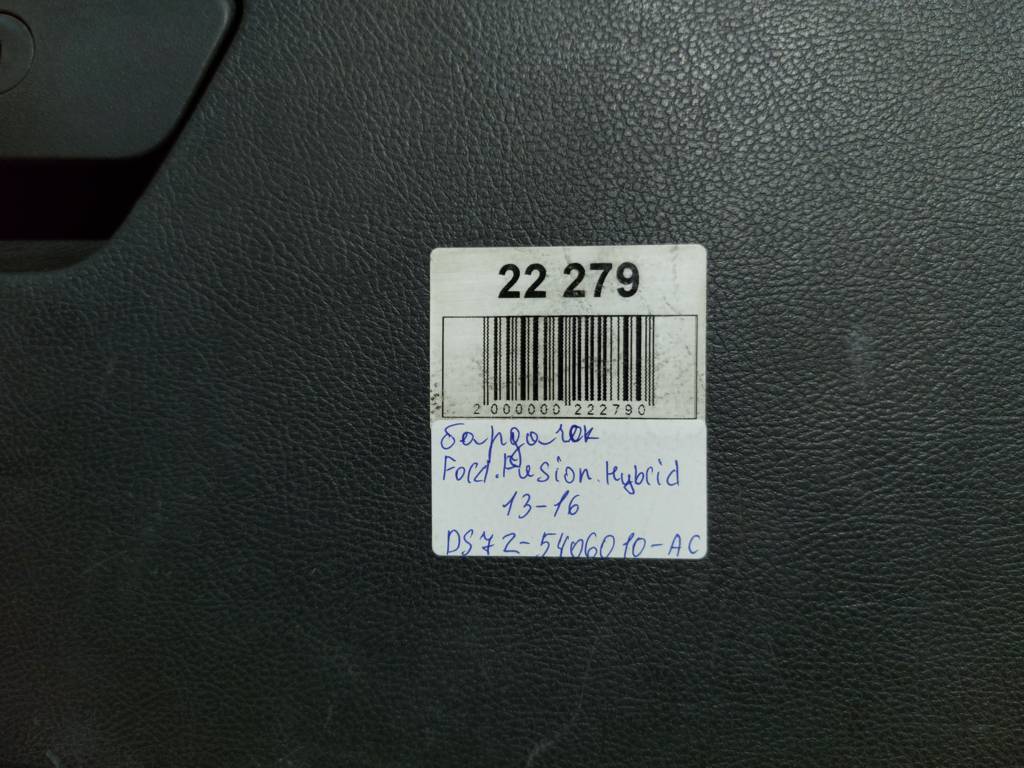 22 279
2 000000 222790
бардачок
Ford.Fusion.Hybrid
13-16
DS72-5406010-AC